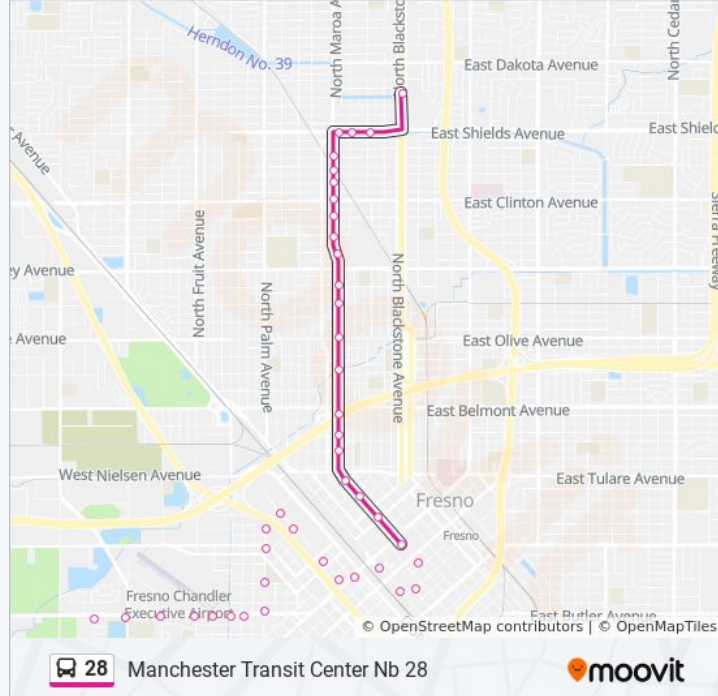 North Maroa A
North Blacksto
North Cedar
Herndon No. 39
East Dakota Avenue
East Shields Avenue
East Shield
Avenue
East Clinton Avenue
Sierra Freeway
North Fruit Avenue
ey Avenue
North Palm Avenue
North Blackstone Avenue
e Avenue
East Olive Avenue
East Belmont Avenue
West Nielsen Avenue
East Tulare Avenue
Fresno
Fresno
Fresno Chandler
Executive Airport
East Butler Avenue
© OpenStreetMap contributors | © OpenMapTiles
28 Manchester Transit Center Nb 28
moovit